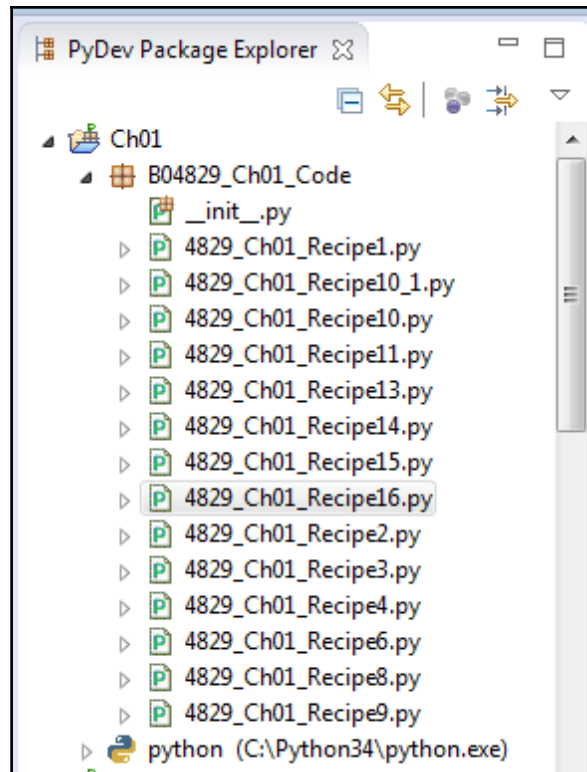 PyDev Package Explorer
Ch01
B04829_Ch01_Code
__init__.py
4829_Ch01_Recipe1.py
4829_Ch01_Recipe10_1.py
4829_Ch01_Recipe10.py
4829_Ch01_Recipe11.py
4829_Ch01_Recipe13.py
4829_Ch01_Recipe14.py
4829_Ch01_Recipe15.py
4829_Ch01_Recipe16.py
4829_Ch01_Recipe2.py
4829_Ch01_Recipe3.py
4829_Ch01_Recipe4.py
4829_Ch01_Recipe6.py
4829_Ch01_Recipe8.py
4829_Ch01_Recipe9.py
python (C:\Python34\python.exe)